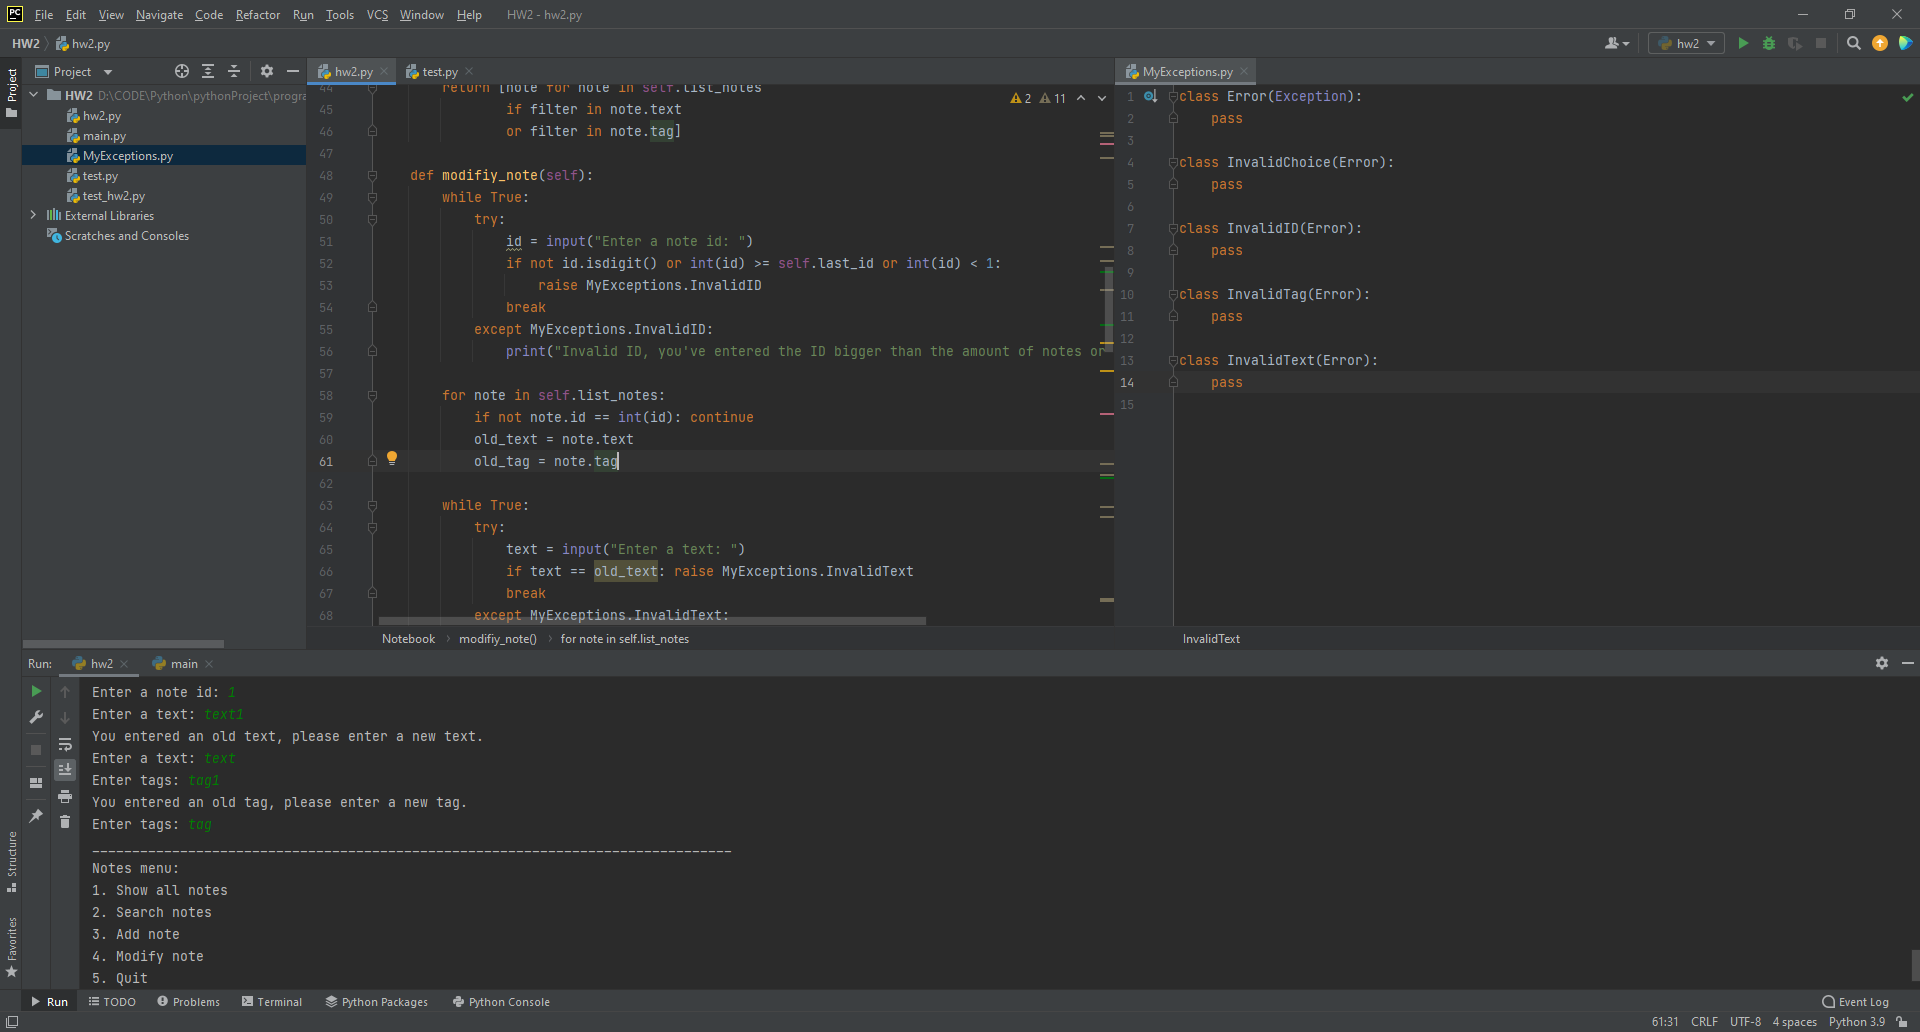 PC File Edit View Navigate Code Refactor Run Tools VCS Window Help HW2 - hw2.py
HW2 hw2.py
hw2
Project
Project
HW2 D:\CODE\Python\pythonProject\progra
hw2.py
main.py
MyExceptions.py
test.py
test_hw2.py
External Libraries
Scratches and Consoles
hw2.py
test.py
2 11
44 return [note for note in self.list_notes
45 if filter in note.text
46 or filter in note.tag]
47
48 def modifiy_note(self):
49 while True:
50 try:
51 id = input("Enter a note id: ")
52 if not id.isdigit() or int(id) >= self.last_id or int(id) < 1:
53 raise MyExceptions.InvalidID
54 break
55 except MyExceptions.InvalidID:
56 print("Invalid ID, you've entered the ID bigger than the amount of notes or
57
58 for note in self.list_notes:
59 if not note.id == int(id): continue
60 old_text = note.text
61 old_tag = note.tag
62
63 while True:
64 try:
65 text = input("Enter a text: ")
66 if text == old_text: raise MyExceptions.InvalidText
67 break
68 except MyExceptions.InvalidText:
Notebook modifiy_note() for note in self.list_notes
MyExceptions.py
1 class Error(Exception):
2 pass
3
4 class InvalidChoice(Error):
5 pass
6
7 class InvalidID(Error):
8 pass
9
10 class InvalidTag(Error):
11 pass
12
13 class InvalidText(Error):
14 pass
15
InvalidText
Run: hw2 main
Enter a note id: 1
Enter a text: text1
You entered an old text, please enter a new text.
Enter a text: text
Enter tags: tag1
You entered an old tag, please enter a new tag.
Enter tags: tag
________________________________________________________________________________
Notes menu:
1. Show all notes
2. Search notes
3. Add note
4. Modify note
5. Quit
Structure
Favorites
Run TODO Problems Terminal Python Packages Python Console Event Log
61:31 CRLF UTF-8 4 spaces Python 3.9